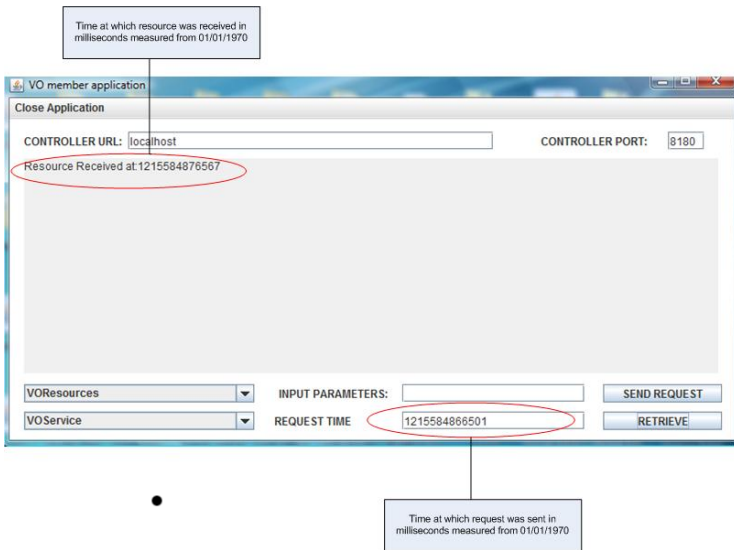 Time at which resource was received in
milliseconds measured from 01/01/1970
VO member application
Close Application
CONTROLLER URL: localhost CONTROLLER PORT: 8180
Resource Received at:1215584876567
VOResources INPUT PARAMETERS: SEND REQUEST
VOService REQUEST TIME 1215584866501 RETRIEVE
Time at which request was sent in
milliseconds measured from 01/01/1970